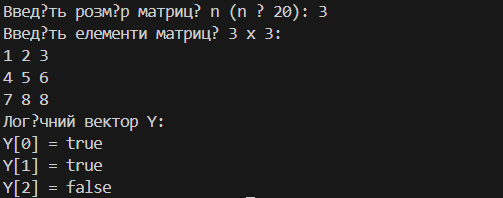 Введ?ть розм?р матриц? n (n ? 20): 3
Введ?ть елементи матриц? 3 x 3:
1 2 3
4 5 6
7 8 8
Лог?чний вектор Y:
Y[0] = true
Y[1] = true
Y[2] = false